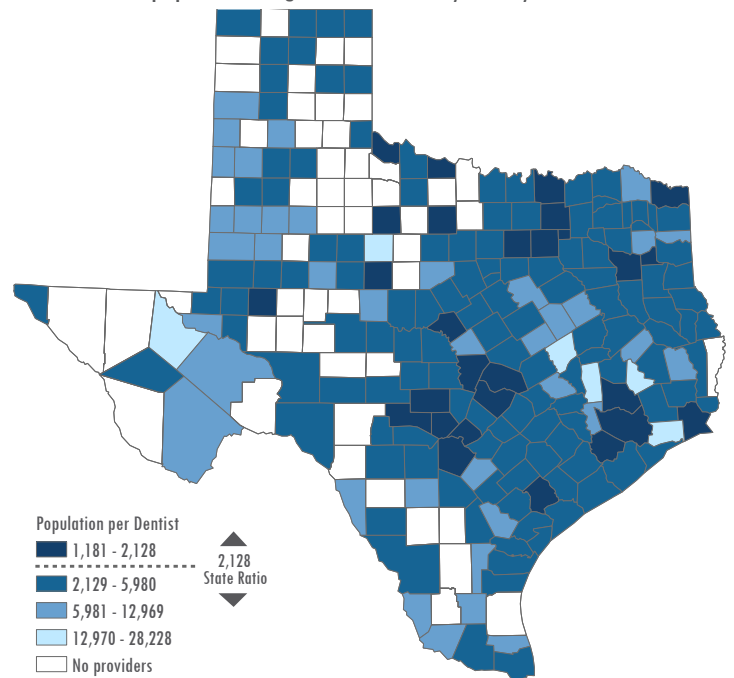 Population per Dentist
1,181 - 2,128
2,128
State Ratio
2,129 - 5,980
5,981 - 12,969
12,970 - 28,228
No providers